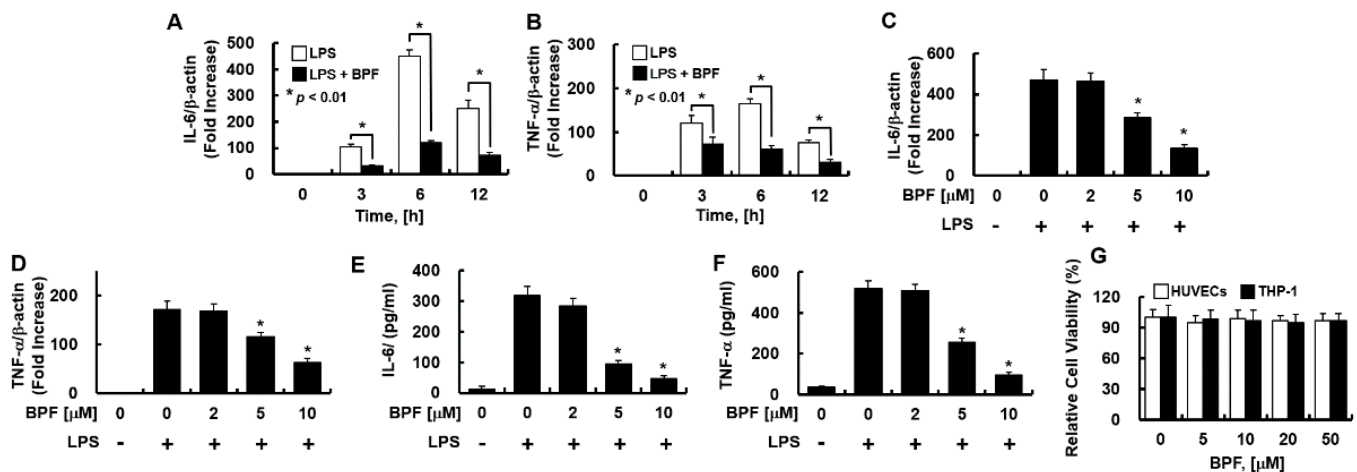 A
IL-6/β-actin
(Fold Increase)
500
400
300
200
100
0
LPS
LPS + BPF
* p < 0.01
*
*
*
0 3 6 12
Time, [h]
B
TNF-α/β-actin
(Fold Increase)
300
200
100
0
LPS
LPS + BPF
* p < 0.01
*
*
*
0 3 6 12
Time, [h]
C
IL-6/β-actin
(Fold Increase)
600
400
200
0
*
*
BPF [μM] 0 0 2 5 10
LPS - + + + +
D
TNF-α/β-actin
(Fold Increase)
200
100
0
*
*
BPF [μM] 0 0 2 5 10
LPS - + + + +
E
IL-6/ (pg/ml)
400
300
200
100
0
*
*
BPF [μM] 0 0 2 5 10
LPS - + + + +
F
TNF-α (pg/ml)
600
400
200
0
*
*
BPF [μM] 0 0 2 5 10
LPS - + + + +
G
Relative Cell Viability (%)
120
90
60
30
0
HUVECs THP-1
0 5 10 20 50
BPF, [μM]